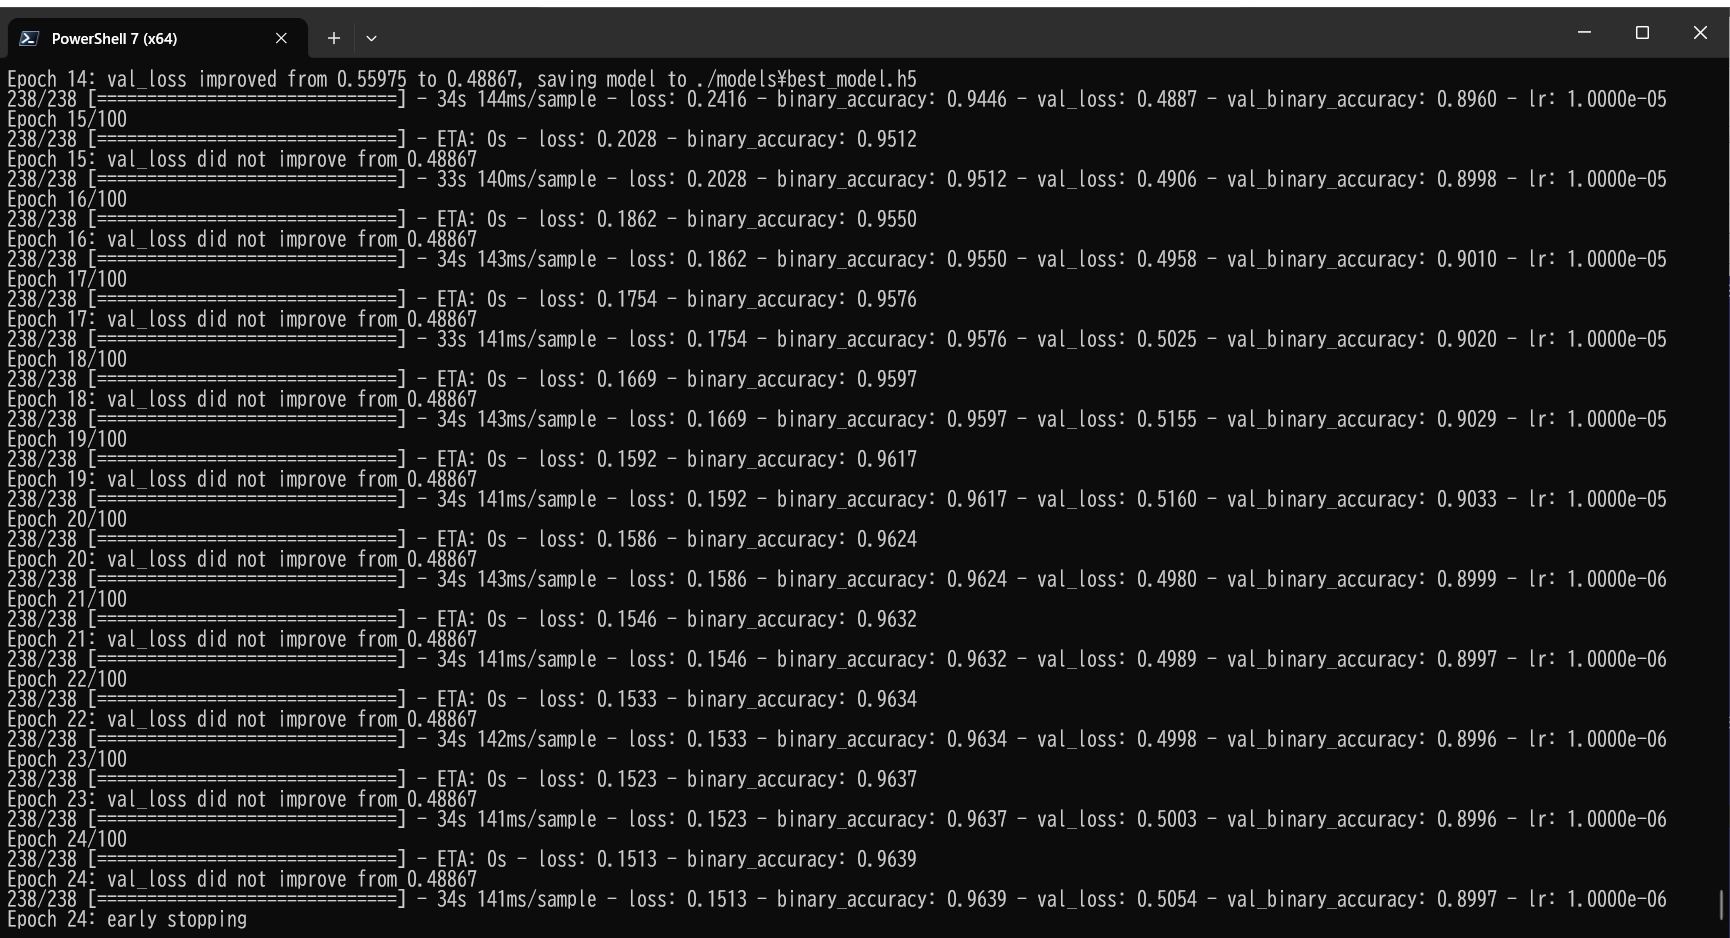 PowerShell 7 (x64)
Epoch 14: val_loss improved from 0.55975 to 0.48867, saving model to ./models¥best_model.h5
238/238 [==============================] - 34s 144ms/sample - loss: 0.2416 - binary_accuracy: 0.9446 - val_loss: 0.4887 - val_binary_accuracy: 0.8960 - lr: 1.0000e-05
Epoch 15/100
238/238 [==============================] - ETA: 0s - loss: 0.2028 - binary_accuracy: 0.9512
Epoch 15: val_loss did not improve from 0.48867
238/238 [==============================] - 33s 140ms/sample - loss: 0.2028 - binary_accuracy: 0.9512 - val_loss: 0.4906 - val_binary_accuracy: 0.8998 - lr: 1.0000e-05
Epoch 16/100
238/238 [==============================] - ETA: 0s - loss: 0.1862 - binary_accuracy: 0.9550
Epoch 16: val_loss did not improve from 0.48867
238/238 [==============================] - 34s 143ms/sample - loss: 0.1862 - binary_accuracy: 0.9550 - val_loss: 0.4958 - val_binary_accuracy: 0.9010 - lr: 1.0000e-05
Epoch 17/100
238/238 [==============================] - ETA: 0s - loss: 0.1754 - binary_accuracy: 0.9576
Epoch 17: val_loss did not improve from 0.48867
238/238 [==============================] - 33s 141ms/sample - loss: 0.1754 - binary_accuracy: 0.9576 - val_loss: 0.5025 - val_binary_accuracy: 0.9020 - lr: 1.0000e-05
Epoch 18/100
238/238 [==============================] - ETA: 0s - loss: 0.1669 - binary_accuracy: 0.9597
Epoch 18: val_loss did not improve from 0.48867
238/238 [==============================] - 34s 143ms/sample - loss: 0.1669 - binary_accuracy: 0.9597 - val_loss: 0.5155 - val_binary_accuracy: 0.9029 - lr: 1.0000e-05
Epoch 19/100
238/238 [==============================] - ETA: 0s - loss: 0.1592 - binary_accuracy: 0.9617
Epoch 19: val_loss did not improve from 0.48867
238/238 [==============================] - 34s 141ms/sample - loss: 0.1592 - binary_accuracy: 0.9617 - val_loss: 0.5160 - val_binary_accuracy: 0.9033 - lr: 1.0000e-05
Epoch 20/100
238/238 [==============================] - ETA: 0s - loss: 0.1586 - binary_accuracy: 0.9624
Epoch 20: val_loss did not improve from 0.48867
238/238 [==============================] - 34s 143ms/sample - loss: 0.1586 - binary_accuracy: 0.9624 - val_loss: 0.4980 - val_binary_accuracy: 0.8999 - lr: 1.0000e-06
Epoch 21/100
238/238 [==============================] - ETA: 0s - loss: 0.1546 - binary_accuracy: 0.9632
Epoch 21: val_loss did not improve from 0.48867
238/238 [==============================] - 34s 141ms/sample - loss: 0.1546 - binary_accuracy: 0.9632 - val_loss: 0.4989 - val_binary_accuracy: 0.8997 - lr: 1.0000e-06
Epoch 22/100
238/238 [==============================] - ETA: 0s - loss: 0.1533 - binary_accuracy: 0.9634
Epoch 22: val_loss did not improve from 0.48867
238/238 [==============================] - 34s 142ms/sample - loss: 0.1533 - binary_accuracy: 0.9634 - val_loss: 0.4998 - val_binary_accuracy: 0.8996 - lr: 1.0000e-06
Epoch 23/100
238/238 [==============================] - ETA: 0s - loss: 0.1523 - binary_accuracy: 0.9637
Epoch 23: val_loss did not improve from 0.48867
238/238 [==============================] - 34s 141ms/sample - loss: 0.1523 - binary_accuracy: 0.9637 - val_loss: 0.5003 - val_binary_accuracy: 0.8996 - lr: 1.0000e-06
Epoch 24/100
238/238 [==============================] - ETA: 0s - loss: 0.1513 - binary_accuracy: 0.9639
Epoch 24: val_loss did not improve from 0.48867
238/238 [==============================] - 34s 141ms/sample - loss: 0.1513 - binary_accuracy: 0.9639 - val_loss: 0.5054 - val_binary_accuracy: 0.8997 - lr: 1.0000e-06
Epoch 24: early stopping